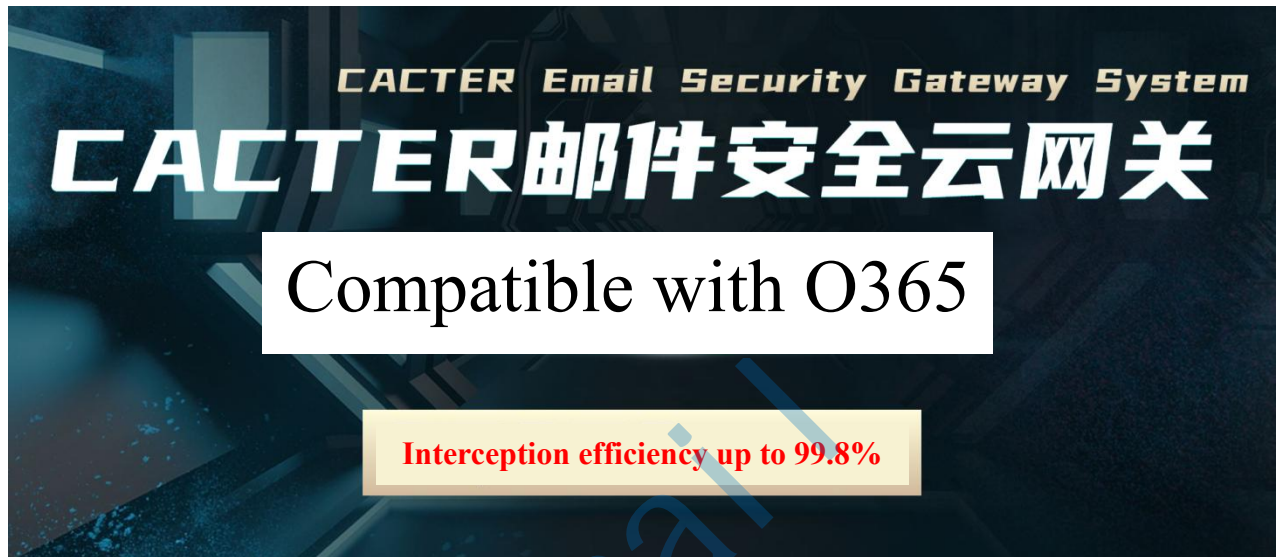 CACTER Email Security Gateway System
CACTER邮件安全云网关
Compatible with O365
Interception efficiency up to 99.8%
ail